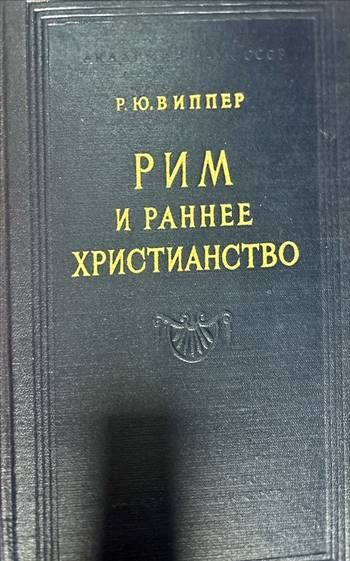 АКАДЕМИЯ НАУК СССР
Р. Ю. ВИППЕР
РИМ
И РАННЕЕ
ХРИСТИАНСТВО